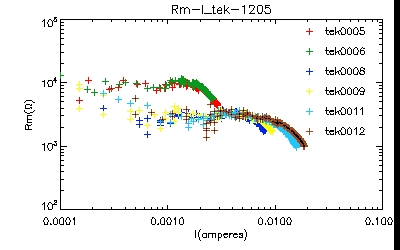 Rm-I_tek-1205
10⁵
10⁴
10³
10²
Rm(Ω)
tek0005
tek0006
tek0008
tek0009
tek0011
tek0012
0.0001 0.0010 0.0100 0.1000
I(amperes)